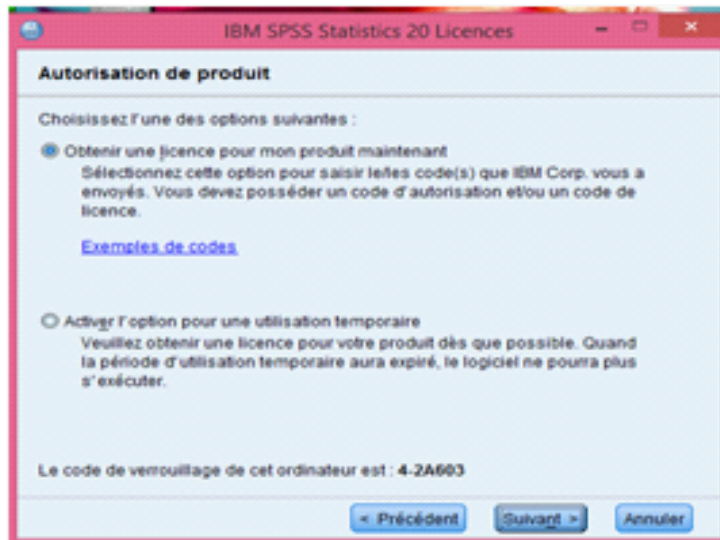 IBM SPSS Statistics 20 Licences
Autorisation de produit
Choisissez l'une des options suivantes :
Obtenir une licence pour mon produit maintenant
Sélectionnez cette option pour saisir le/les code(s) que IBM Corp. vous a
envoyés. Vous devez posséder un code d'autorisation et/ou un code de
licence.
Exemples de codes
Activer l'option pour une utilisation temporaire
Veuillez obtenir une licence pour votre produit dès que possible. Quand
la période d'utilisation temporaire aura expiré, le logiciel ne pourra plus
s'exécuter.
Le code de verrouillage de cet ordinateur est : 4-2A603
< Précédent Suivant > Annuler